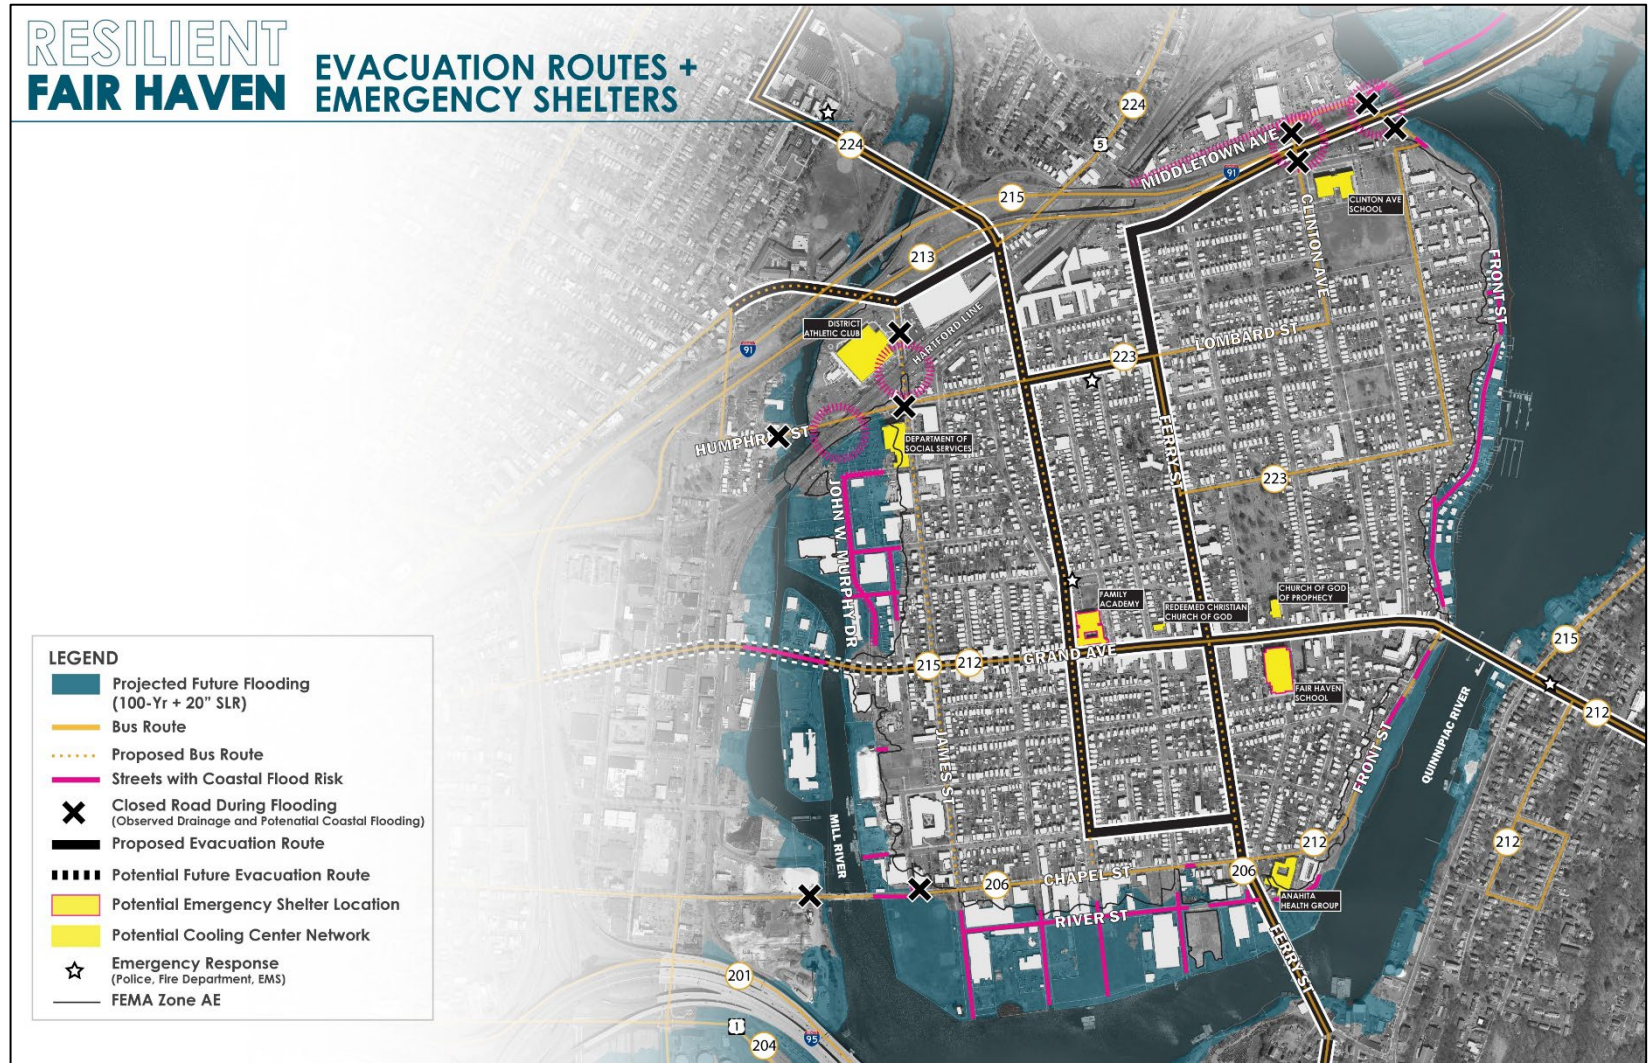 RESILIENT
FAIR HAVEN
EVACUATION ROUTES +
EMERGENCY SHELTERS
224
224
5
MIDDLETOWN AVE
91
215
CLINTON AVE
SCHOOL
CLINTON AVE
213
FRONT ST
DISTRICT
ATHLETIC CLUB
HARTFORD LINE
91
LOMBARD ST
223
HUMPHREY ST
DEPARTMENT OF
SOCIAL SERVICES
FERRY ST
223
JOHN W. MURPHY DR
FAMILY
ACADEMY
REDEEMED CHRISTIAN
CHURCH OF GOD
CHURCH OF GOD
OF PROPHECY
215
212
GRAND AVE
215
FAIR HAVEN
SCHOOL
212
QUINNIPIAC RIVER
FRONT ST
JAMES ST
MILL RIVER
212
212
206
CHAPEL ST
206
ANAHITA
HEALTH GROUP
RIVER ST
FERRY ST
201
1
204
95
LEGEND
Projected Future Flooding
(100-Yr + 20" SLR)
Bus Route
Proposed Bus Route
Streets with Coastal Flood Risk
Closed Road During Flooding
(Observed Drainage and Potenatial Coastal Flooding)
Proposed Evacuation Route
Potential Future Evacuation Route
Potential Emergency Shelter Location
Potential Cooling Center Network
Emergency Response
(Police, Fire Department, EMS)
FEMA Zone AE